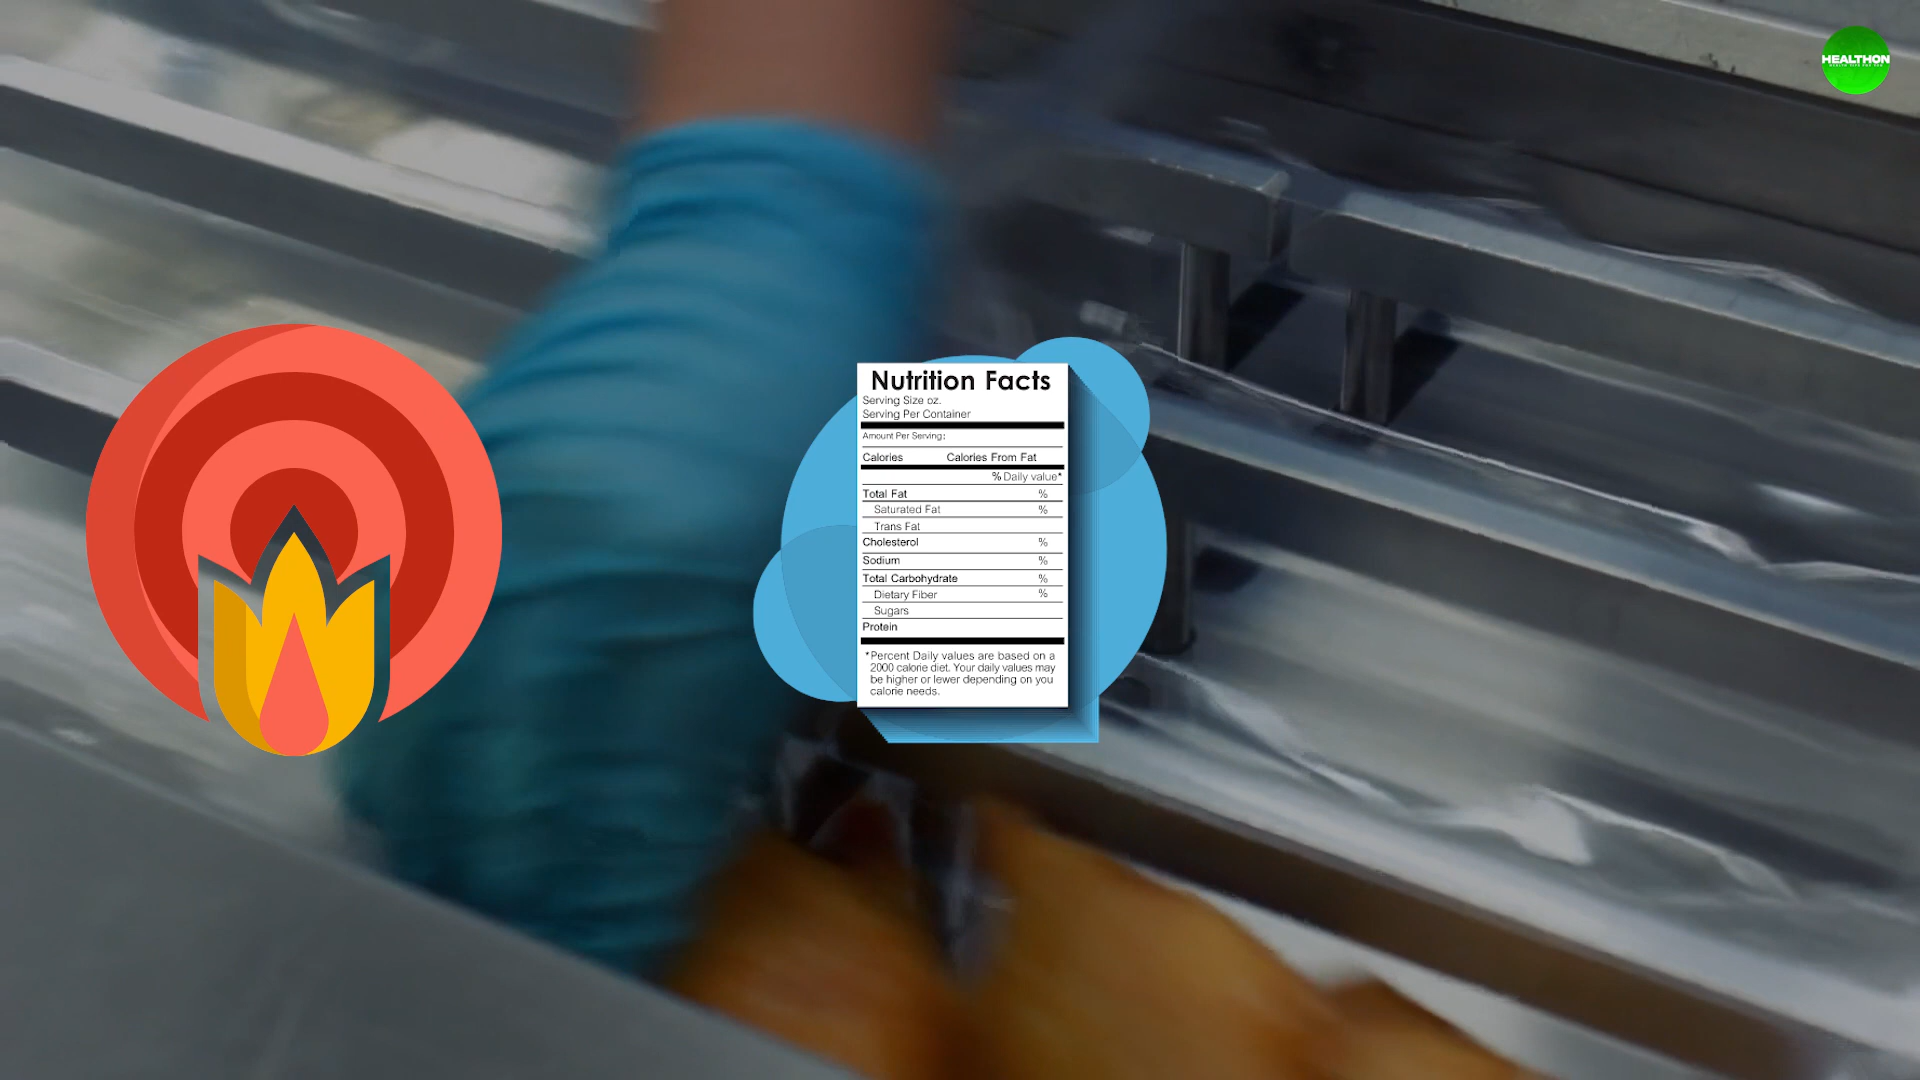 HEALTHON
Nutrition Facts
Serving Size oz.
Serving Per Container
Amount Per Serving:
Calories Calories From Fat
% Daily value*
Total Fat %
Saturated Fat %
Trans Fat
Cholesterol %
Sodium %
Total Carbohydrate %
Dietary Fiber %
Sugars
Protein
*Percent Daily values are based on a
2000 calorie diet. Your daily values may
be higher or lewer depending on you
calorie needs.